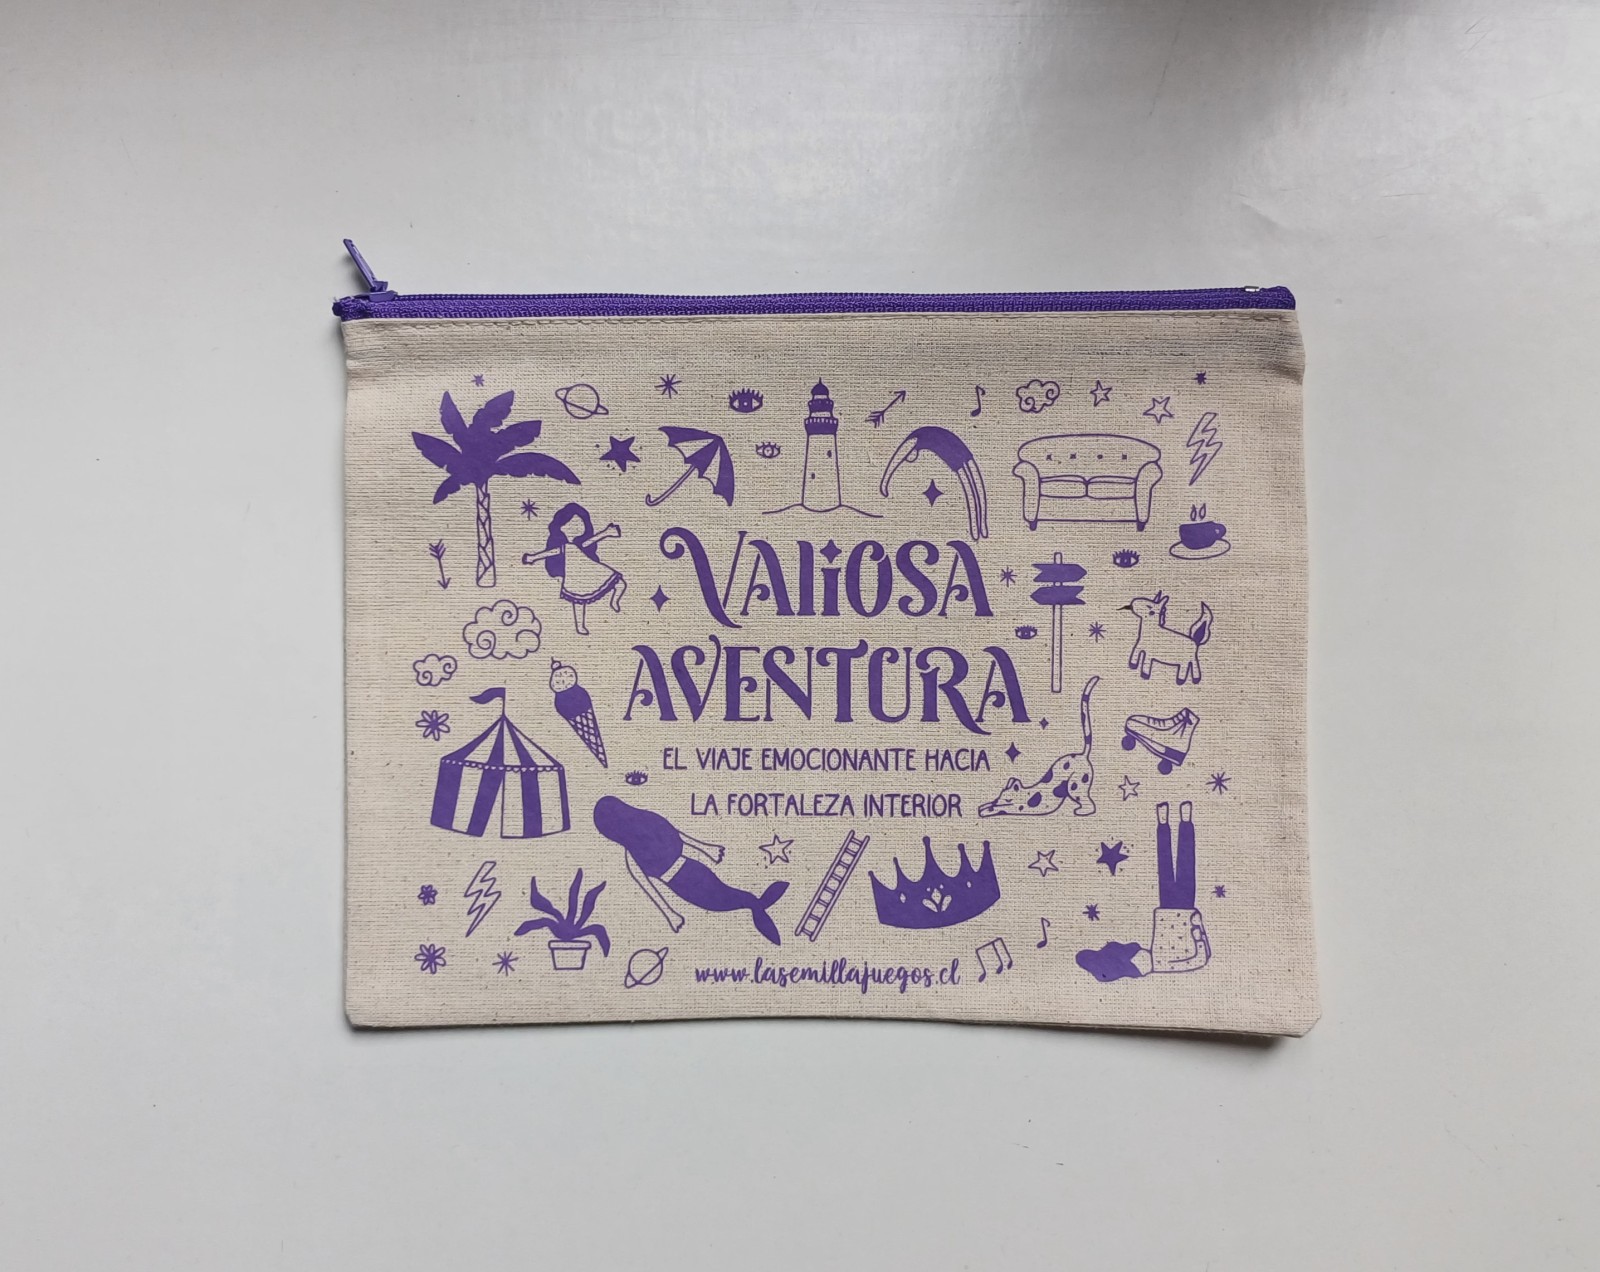 VALIOSA
AVENTURA
EL VIAJE EMOCIONANTE HACIA
LA FORTALEZA INTERIOR
www.lasemillajuegos.cl